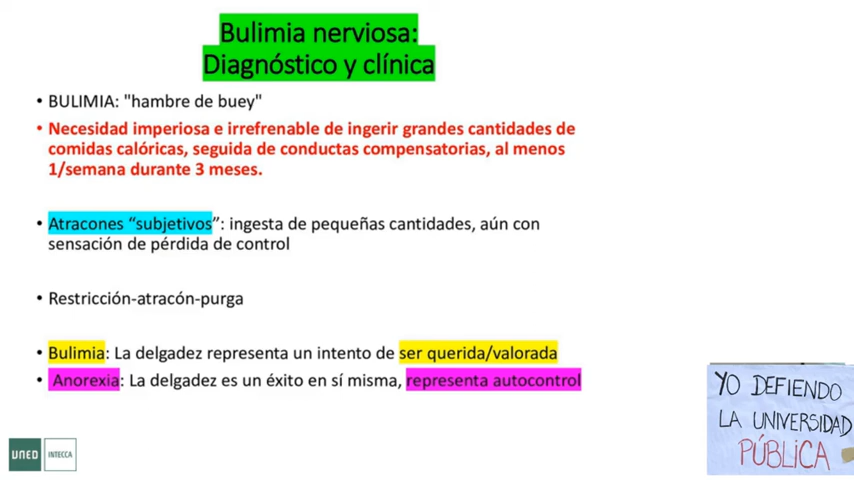 Bulimia nerviosa:
Diagnóstico y clínica
• BULIMIA: "hambre de buey"
• Necesidad imperiosa e irrefrenable de ingerir grandes cantidades de
comidas calóricas, seguida de conductas compensatorias, al menos
1/semana durante 3 meses.
• Atracones “subjetivos”: ingesta de pequeñas cantidades, aún con
sensación de pérdida de control
• Restricción-atracón-purga
• Bulimia: La delgadez representa un intento de ser querida/valorada
• Anorexia: La delgadez es un éxito en sí misma, representa autocontrol
YO DEFIENDO
LA UNIVERSIDAD
PÚBLICA
UNED INTECCA